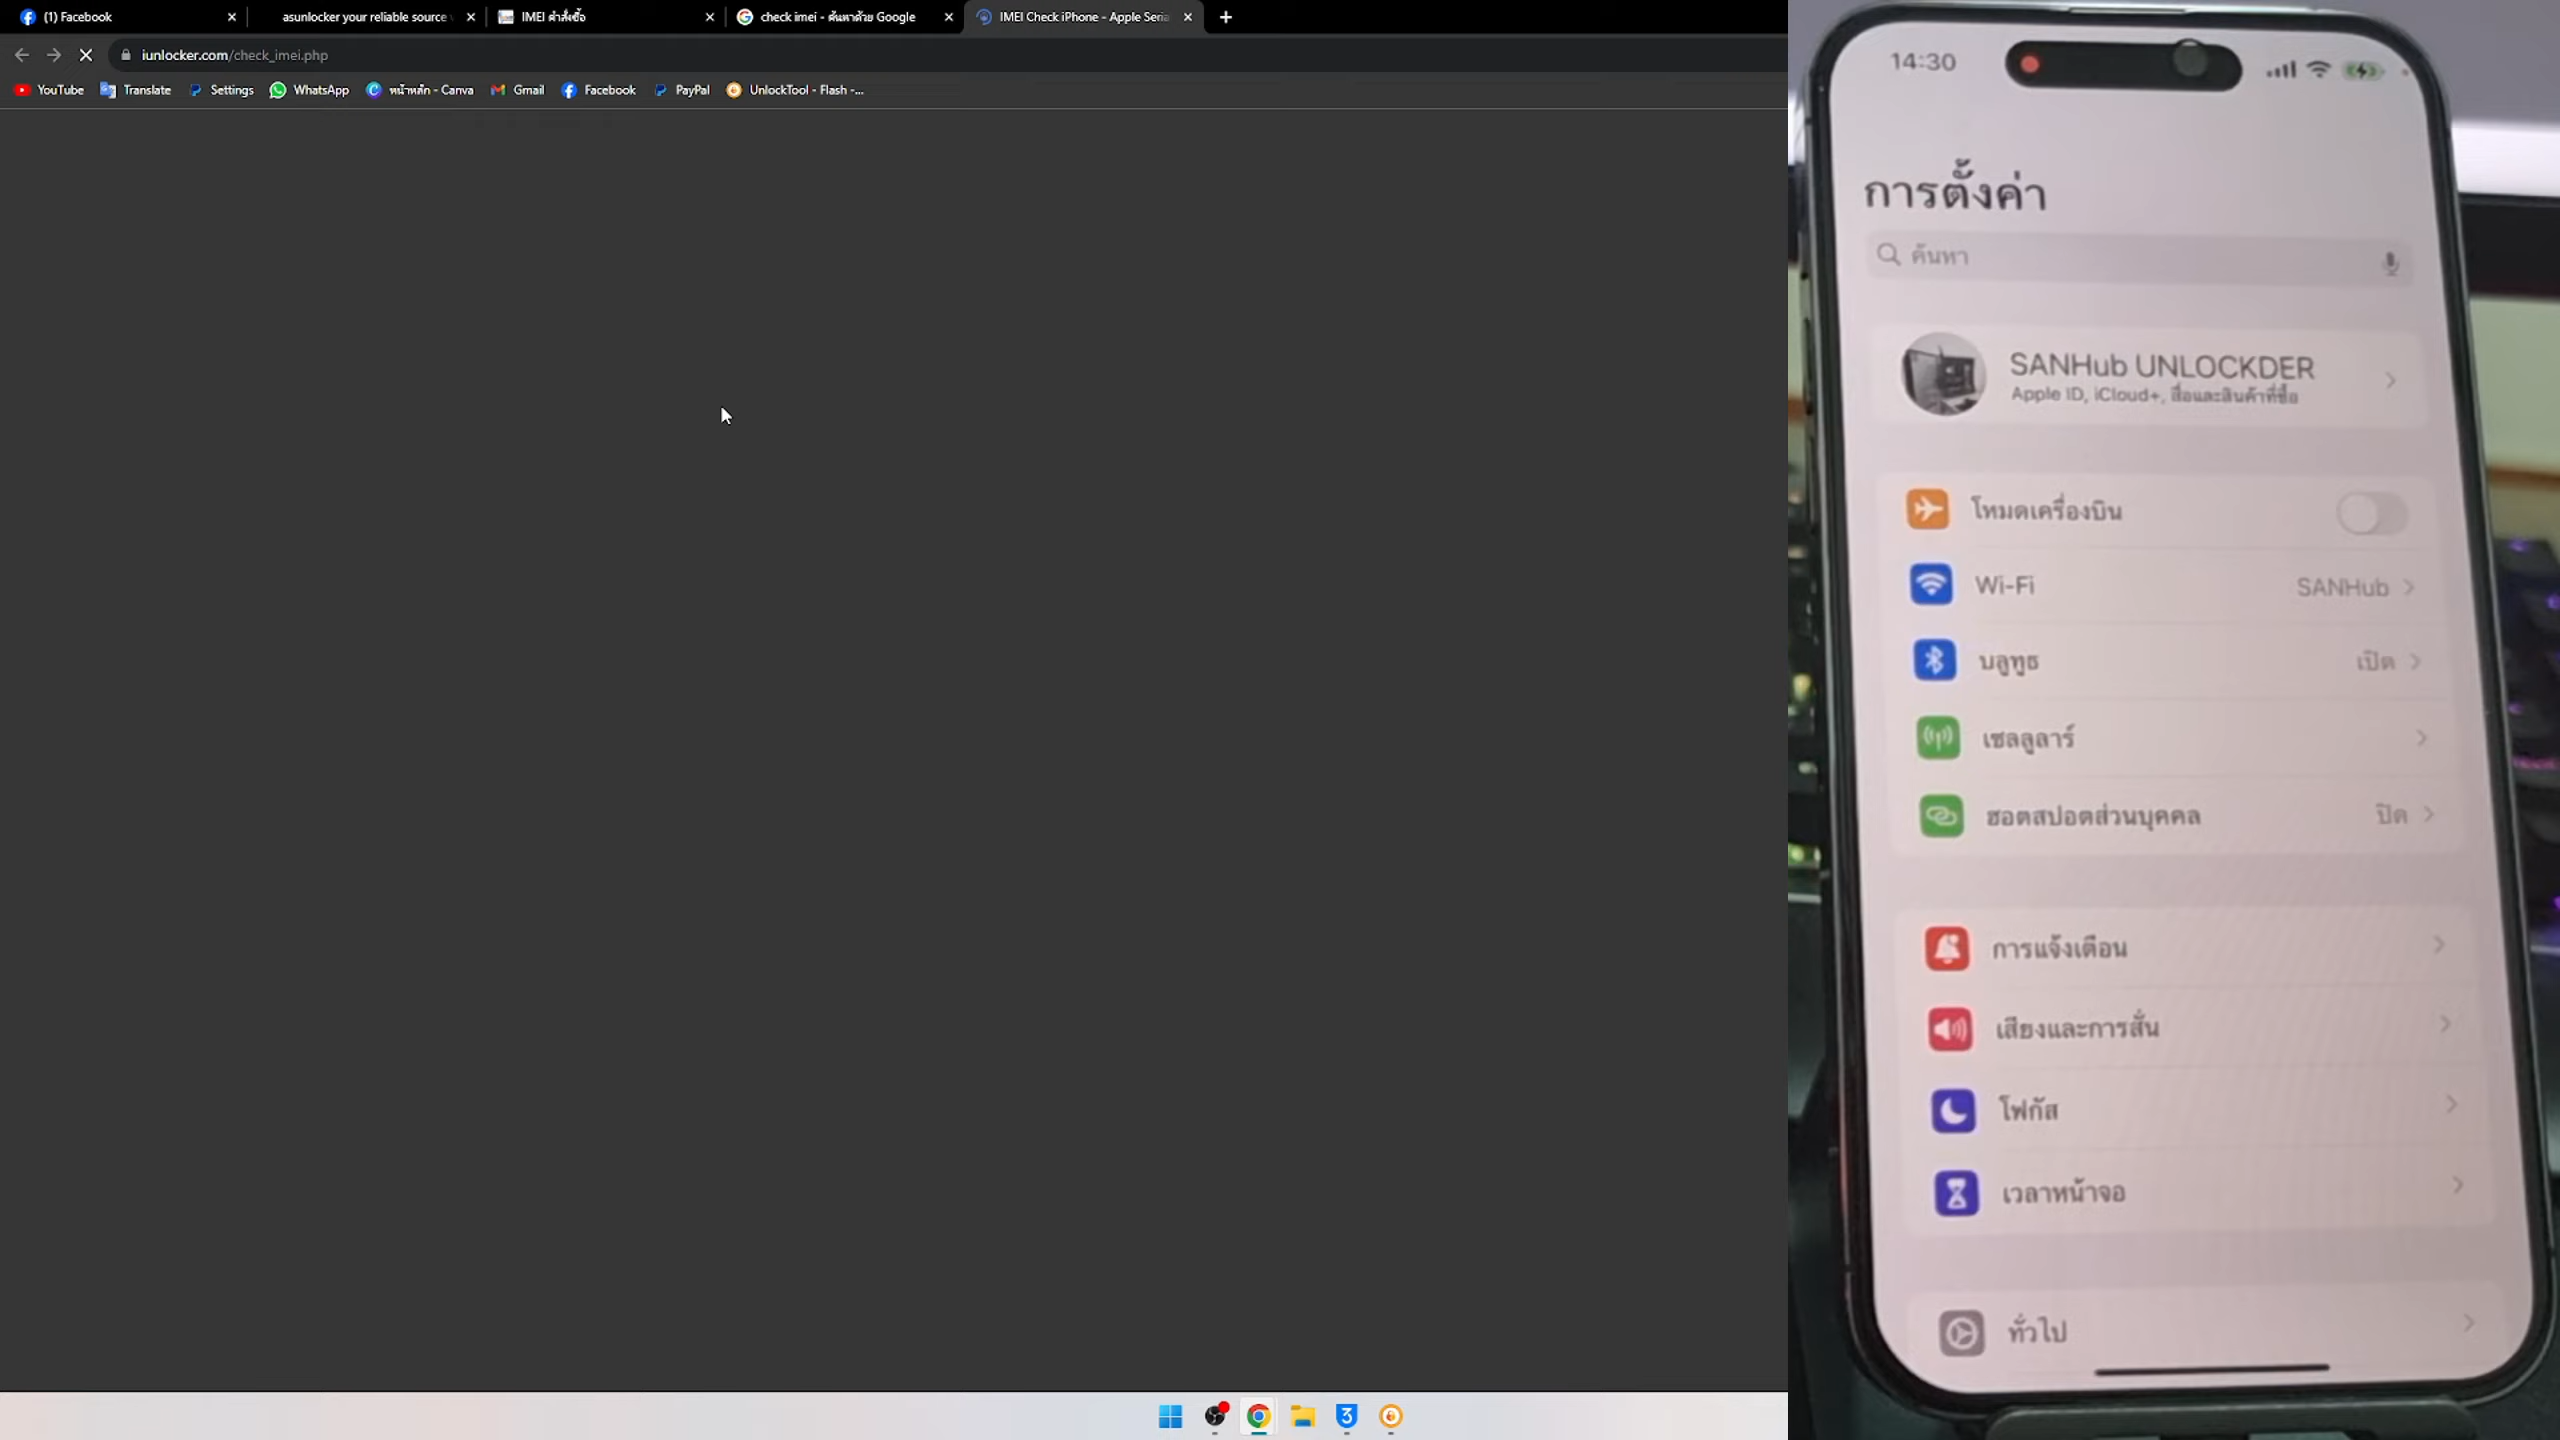 (1) Facebook
asunlocker your reliable source
IMEI คำสั่งซื้อ
check imei - ค้นหาด้วย Google
IMEI Check iPhone - Apple Seria
iunlocker.com/check_imei.php
YouTube
Translate
Settings
WhatsApp
หน้าหลัก - Canva
Gmail
Facebook
PayPal
UnlockTool - Flash -...
14:30
การตั้งค่า
ค้นหา
SANHub UNLOCKDER
Apple ID, iCloud+, สื่อและสินค้าที่ซื้อ
โหมดเครื่องบิน
Wi-Fi SANHub
บลูทูธ เปิด
เซลลูลาร์
ฮอตสปอตส่วนบุคคล ปิด
การแจ้งเตือน
เสียงและการสั่น
โฟกัส
เวลาหน้าจอ
ทั่วไป